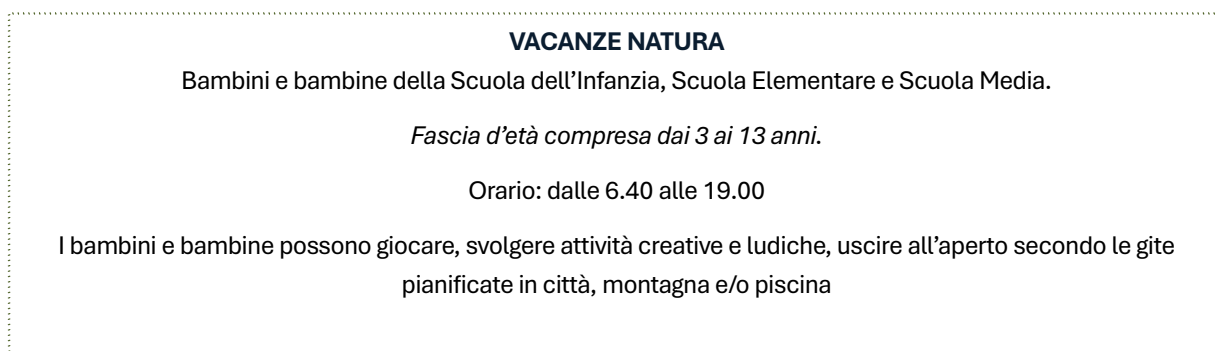 VACANZE NATURA
Bambini e bambine della Scuola dell’Infanzia, Scuola Elementare e Scuola Media.
Fascia d’età compresa dai 3 ai 13 anni.
Orario: dalle 6.40 alle 19.00
I bambini e bambine possono giocare, svolgere attività creative e ludiche, uscire all’aperto secondo le gite
pianificate in città, montagna e/o piscina